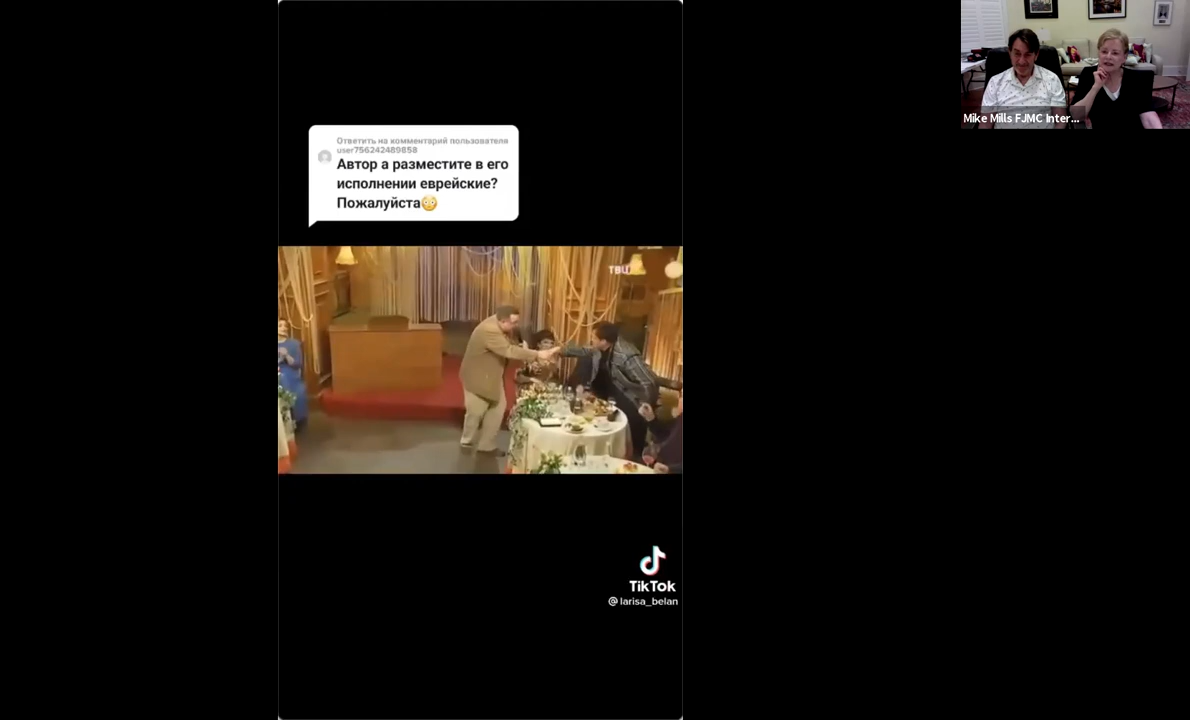 Ответить на комментарий пользователя
user756242489858
Автор а разместите в его
исполнении еврейские?
Пожалуйста😳
ТВЦ
TikTok
@ larisa_belan
Mike Mills FJMC Inter...